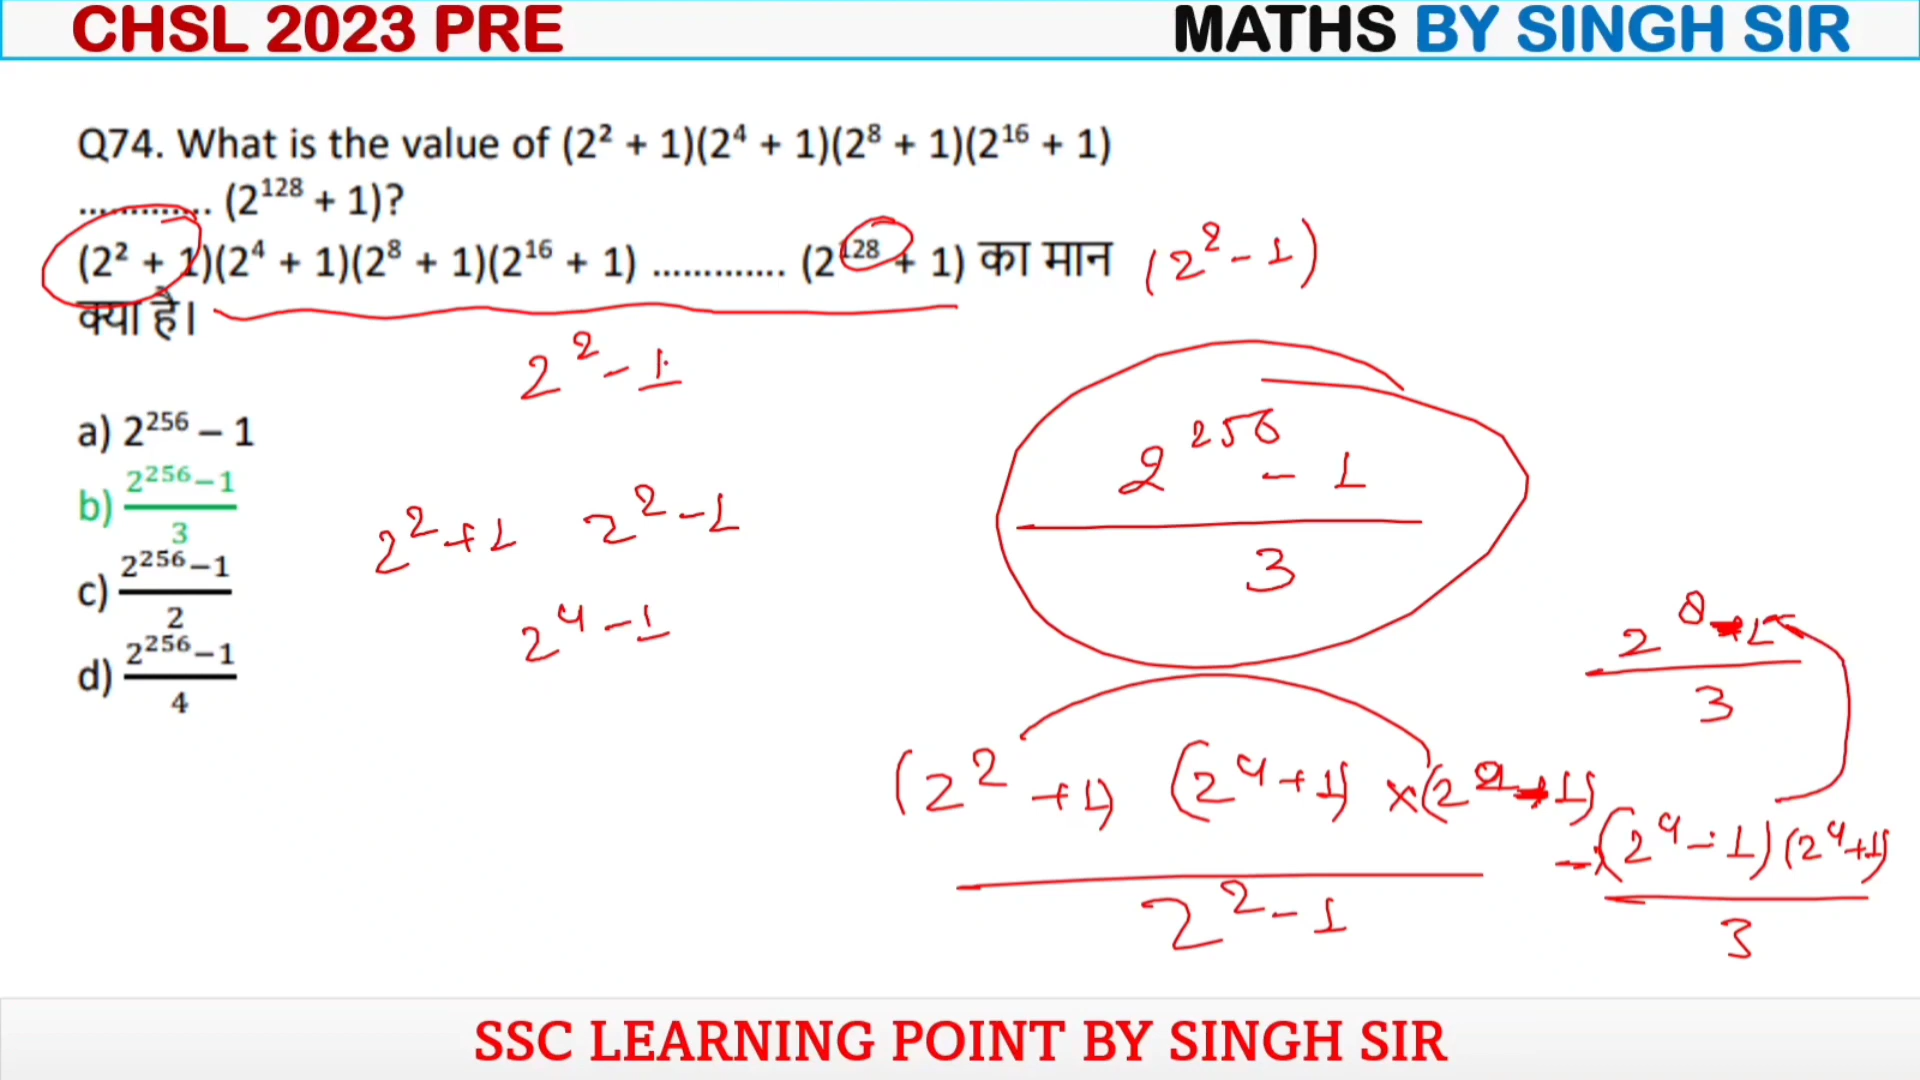 CHSL 2023 PRE MATHS BY SINGH SIR
Q74. What is the value of (2² + 1)(2⁴ + 1)(2⁸ + 1)(2¹⁶ + 1)
............. (2¹²⁸ + 1)?
(2² + 1)(2⁴ + 1)(2⁸ + 1)(2¹⁶ + 1) ............. (2¹²⁸ + 1) का मान (2² - 1)
क्या है।
2² - 1
a) 2²⁵⁶ – 1
b) (2²⁵⁶ – 1)/3
c) (2²⁵⁶ – 1)/2
d) (2²⁵⁶ – 1)/4
2² + 1 2² - 1
2⁴ - 1
2²⁵⁶ - 1
3
2⁸ - 1
3
(2² + 1) (2⁴ + 1) × (2² - 1)
2² - 1
(2⁴ - 1)(2⁴ + 1)
3
SSC LEARNING POINT BY SINGH SIR